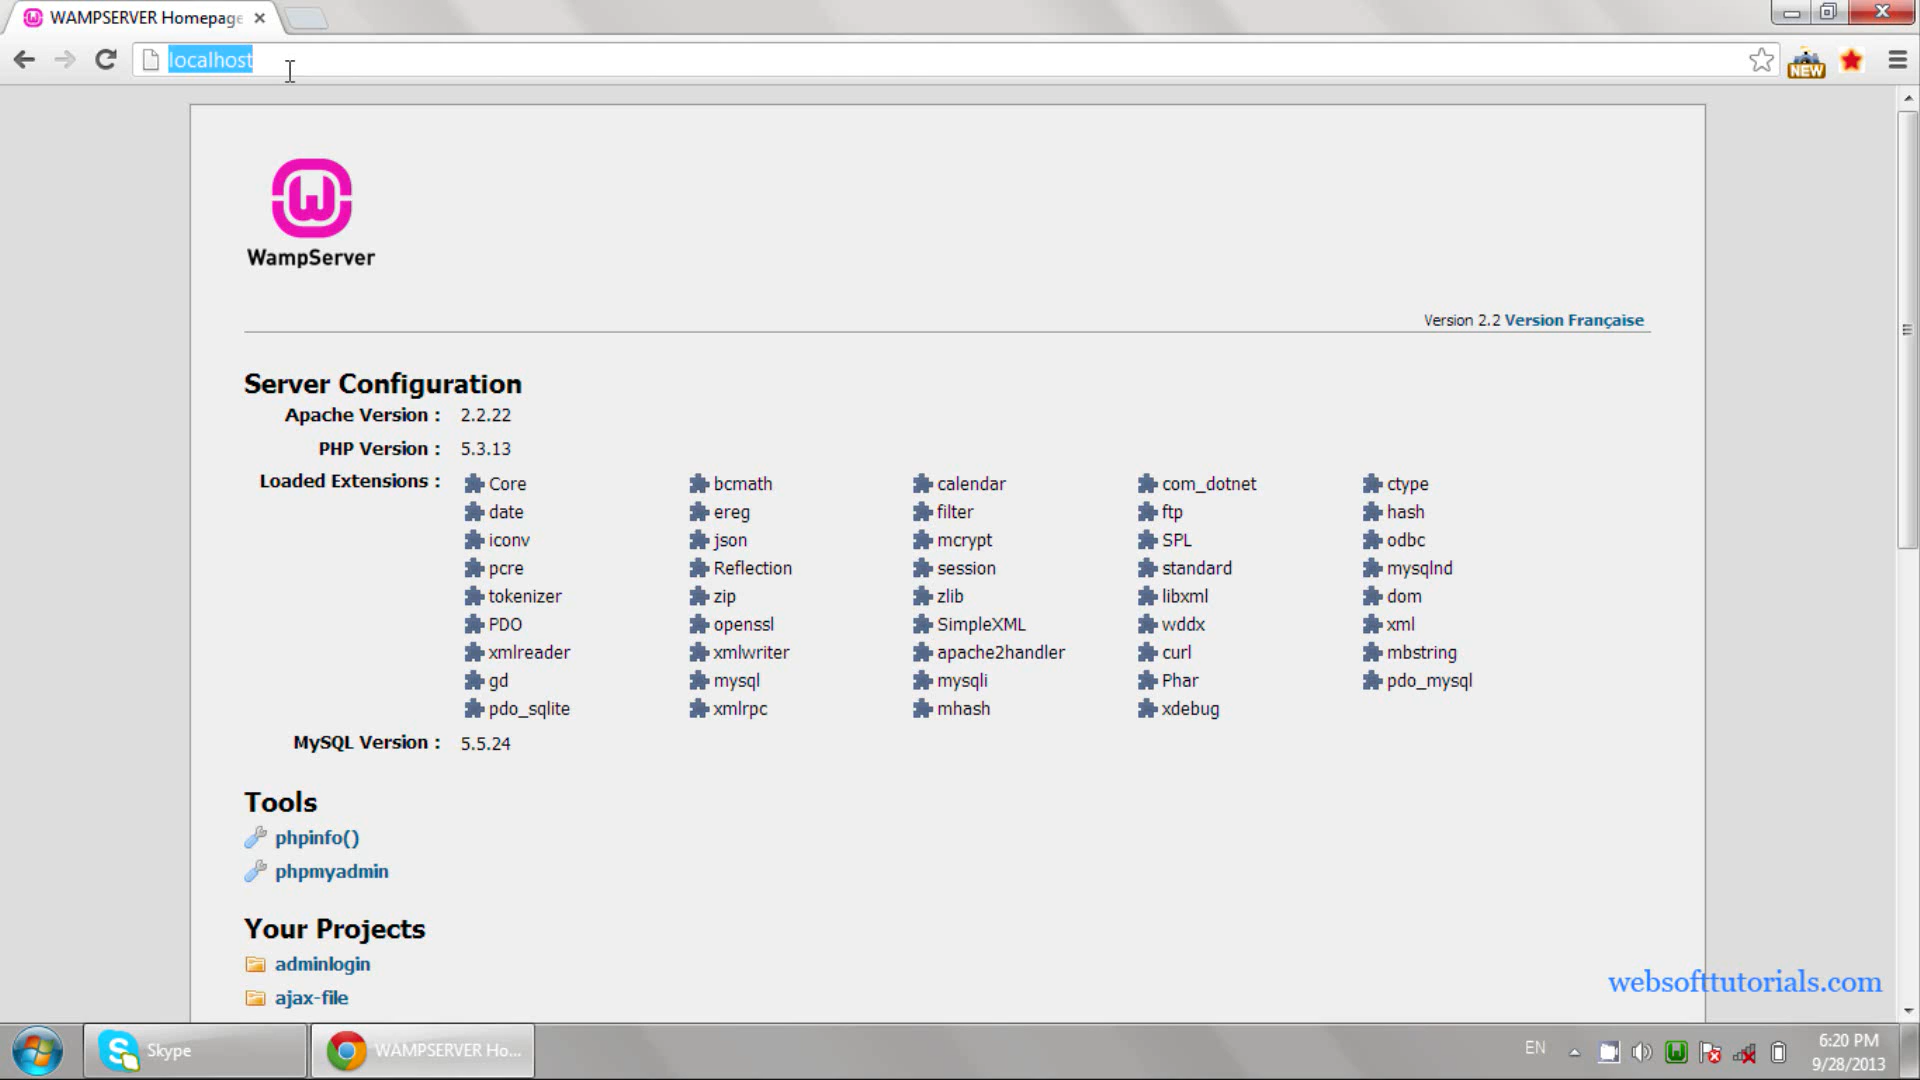 WAMPSERVER Homepage
localhost
NEW
WampServer
Version 2.2 Version Française
Server Configuration
Apache Version : 2.2.22
PHP Version : 5.3.13
Loaded Extensions : Core bcmath calendar com_dotnet ctype
date ereg filter ftp hash
iconv json mcrypt SPL odbc
pcre Reflection session standard mysqlnd
tokenizer zip zlib libxml dom
PDO openssl SimpleXML wddx xml
xmlreader xmlwriter apache2handler curl mbstring
gd mysql mysqli Phar pdo_mysql
pdo_sqlite xmlrpc mhash xdebug
MySQL Version : 5.5.24
Tools
phpinfo()
phpmyadmin
Your Projects
adminlogin
ajax-file
websofttutorials.com
Skype
WAMPSERVER Ho...
EN
6:20 PM
9/28/2013